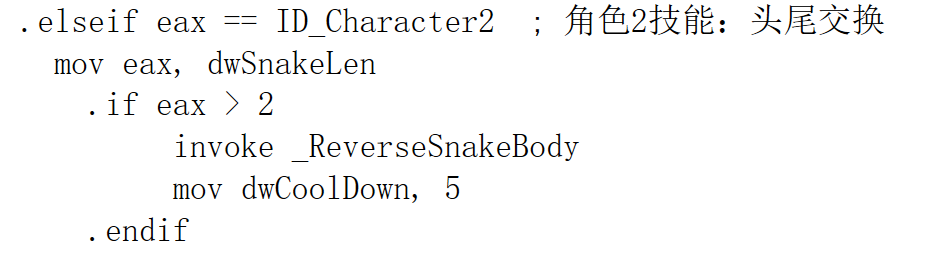 .elseif eax == ID_Character2  ; 角色2技能：头尾交换
mov eax, dwSnakeLen
.if eax > 2
invoke _ReverseSnakeBody
mov dwCoolDown, 5
.endif